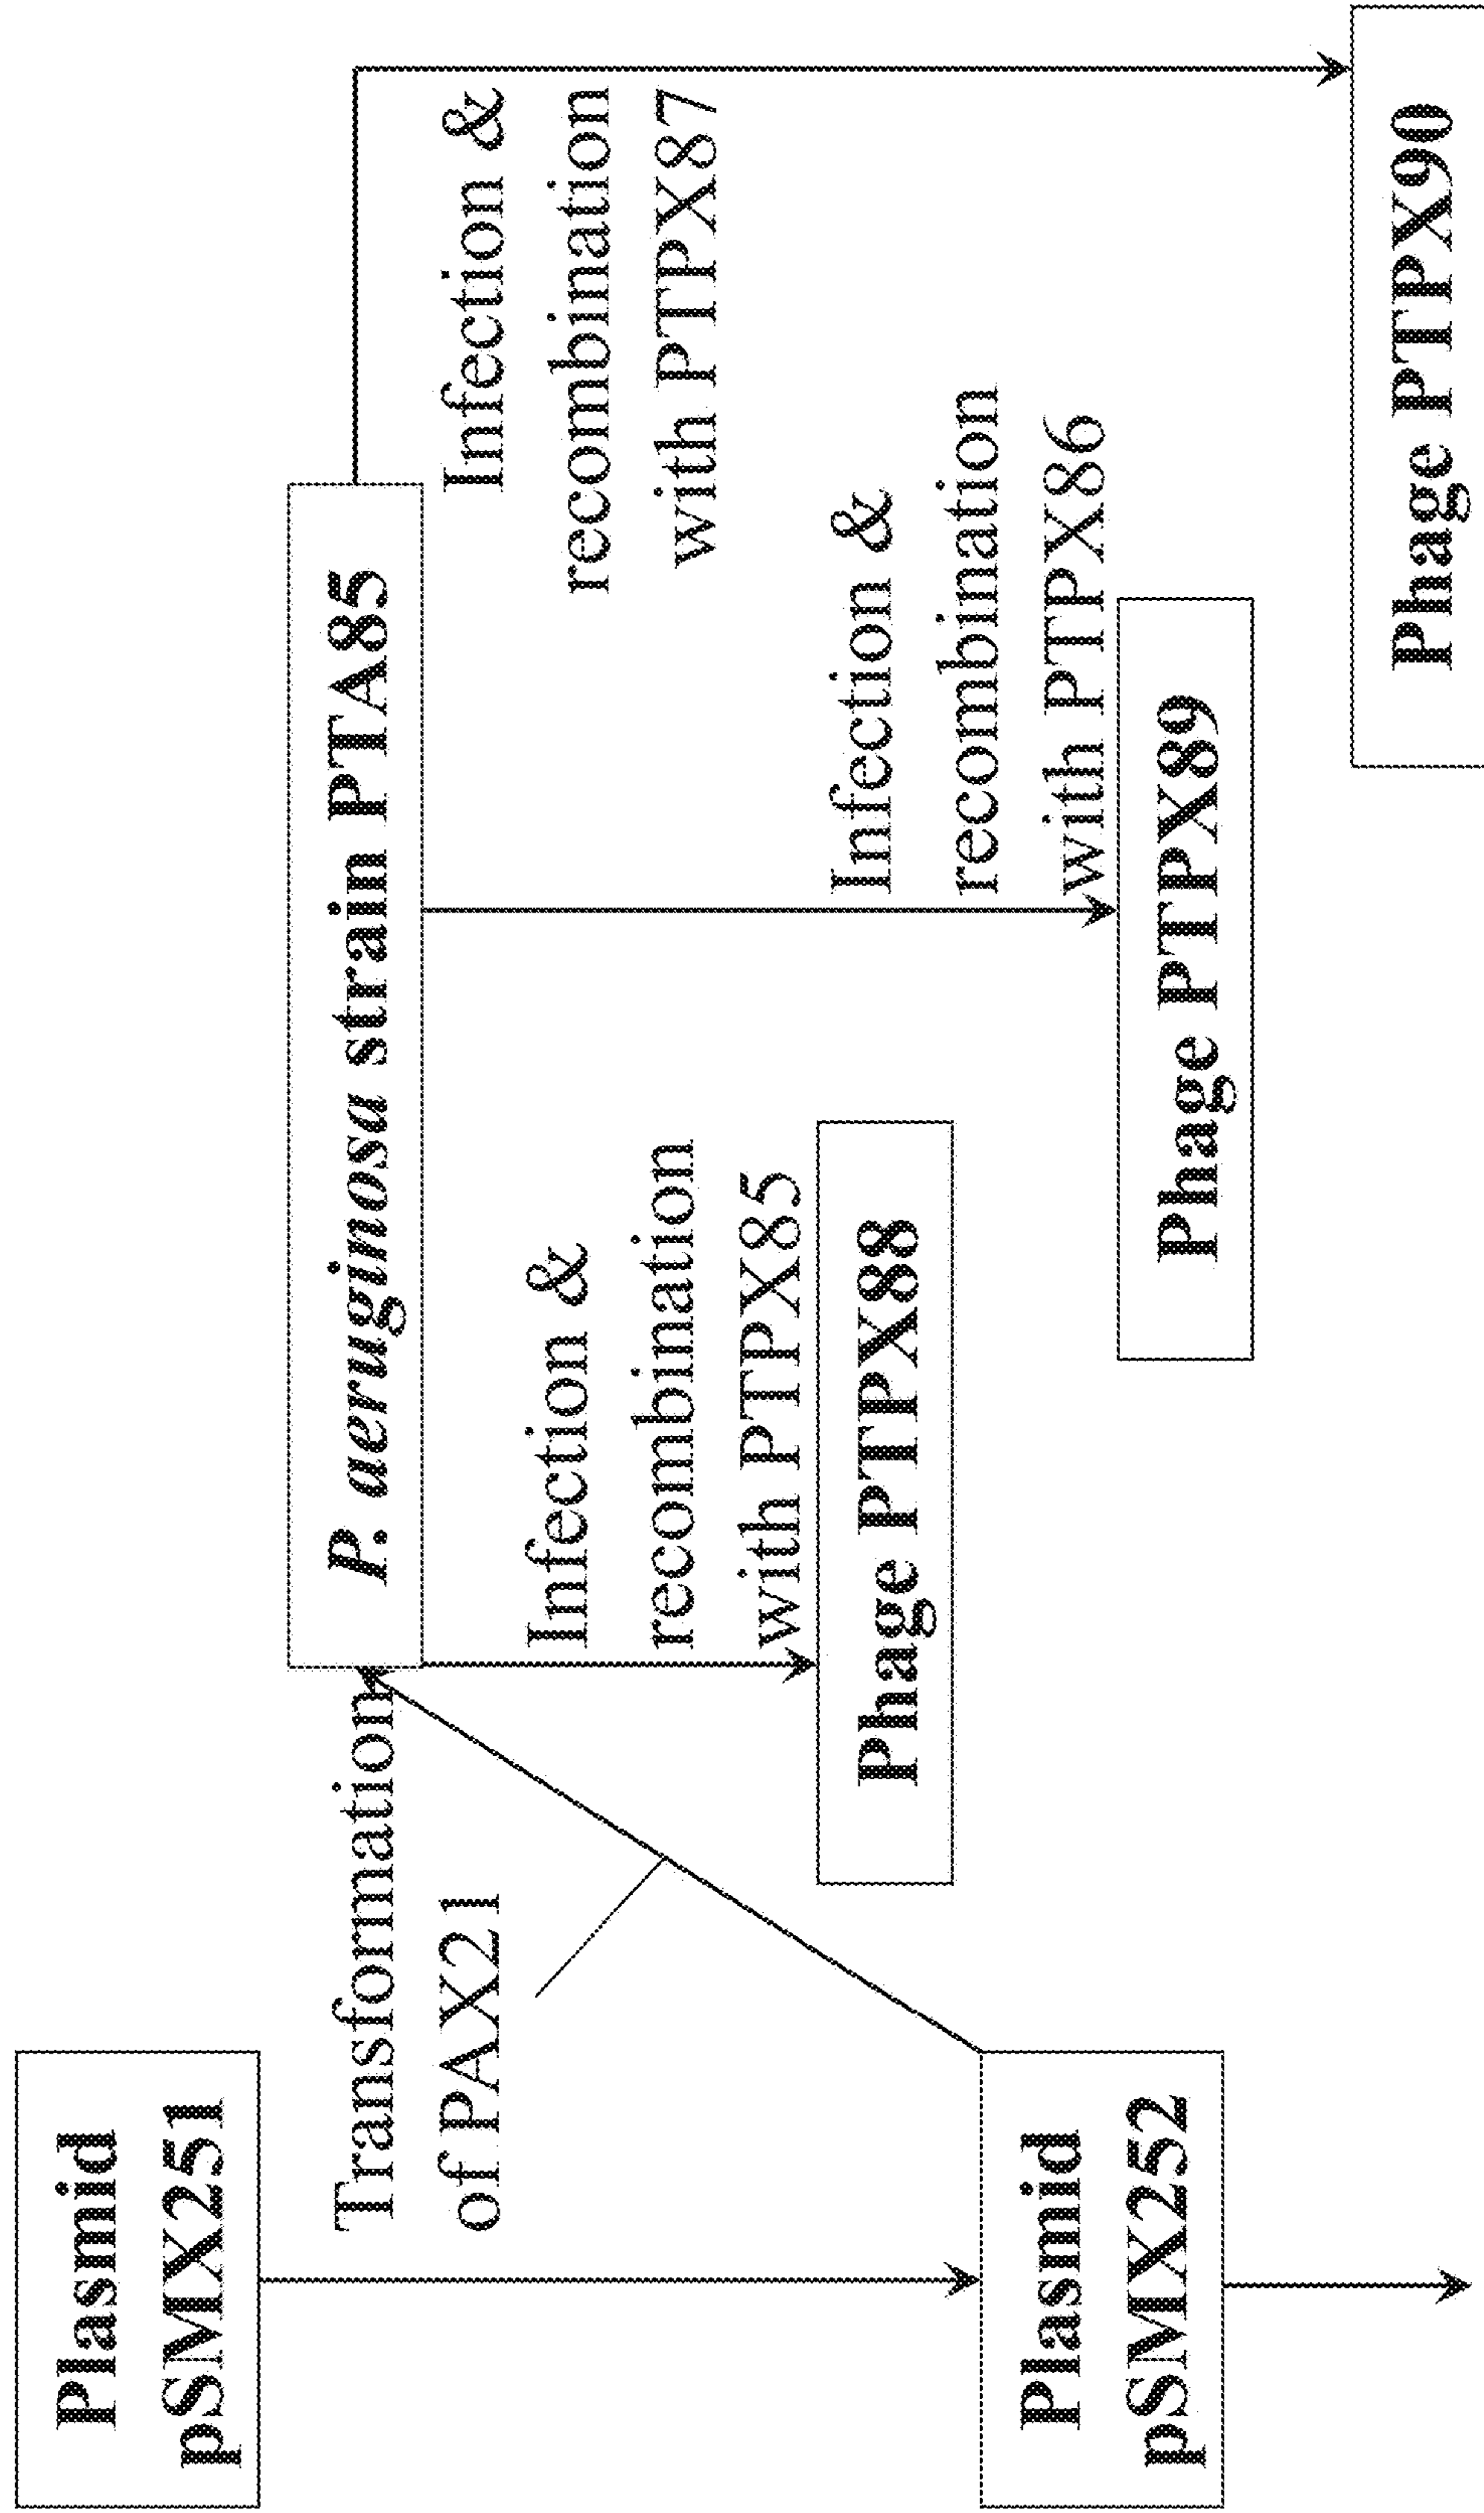 Plasmid
pSMX251
Transformation
of PAX21
P. aeruginosa strain PTA85
Infection &
recombination
with PTPX87
Infection &
recombination
with PTPX85
Phage PTPX88
Infection &
recombination
with PTPX86
Plasmid
pSMX252
Phage PTPX89
Phage PTPX90